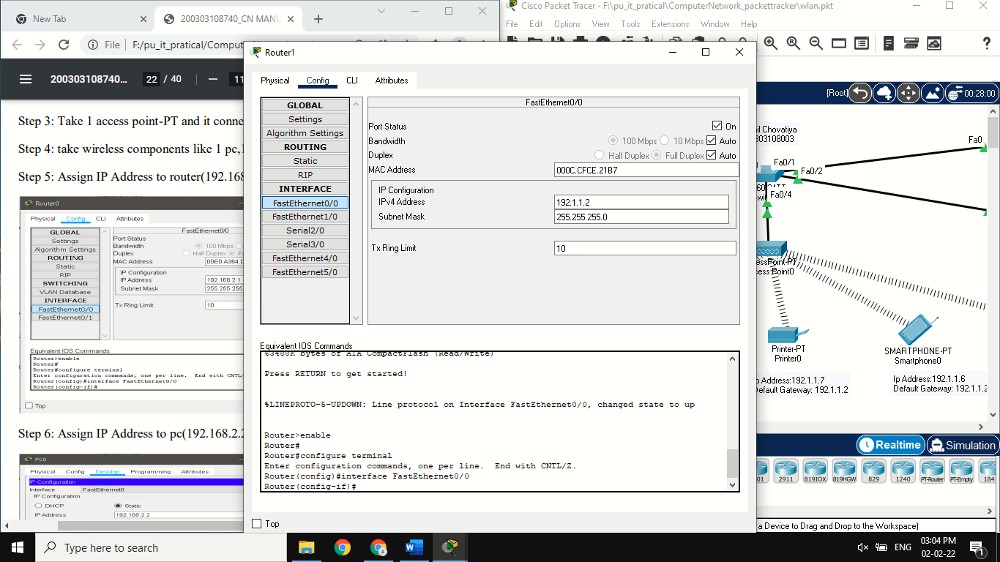 New Tab
200303108740_CN MANU
Cisco Packet Tracer - F:\pu_it_pratical\ComputerNetwork_packettracker\wlan.pkt
File Edit Options View Tools Extensions Window Help
File F:/pu_it_pratical/Compu
200303108740... 22 / 40
Router1
Physical Config CLI Attributes
GLOBAL
Settings
Algorithm Settings
ROUTING
Static
RIP
INTERFACE
FastEthernet0/0
FastEthernet1/0
Serial2/0
Serial3/0
FastEthernet4/0
FastEthernet5/0
FastEthernet0/0
Port Status On
Bandwidth 100 Mbps 10 Mbps Auto
Duplex Half Duplex Full Duplex Auto
MAC Address 000C.CFCE.21B7
IP Configuration
IPv4 Address 192.1.1.2
Subnet Mask 255.255.255.0
Tx Ring Limit 10
Equivalent IOS Commands
63488K bytes of ATA CompactFlash (Read/Write)
Press RETURN to get started!
%LINEPROTO-5-UPDOWN: Line protocol on Interface FastEthernet0/0, changed state to up
Router>enable
Router#
Router#configure terminal
Enter configuration commands, one per line. End with CNTL/Z.
Router(config)#interface FastEthernet0/0
Router(config-if)#
Top
Step 3: Take 1 access point-PT and it conne
Step 4: take wireless components like 1 pc,1
Step 5: Assign IP Address to router(192.168
Router0
Physical Config CLI Attributes
GLOBAL
Settings
Algorithm Settings
ROUTING
Static
RIP
SWITCHING
VLAN Database
INTERFACE
FastEthernet0/0
FastEthernet0/1
FastEthernet0/0
Port Status
Bandwidth 100 Mbps
Duplex Half Duplex
MAC Address 00E0.A364.D
IP Configuration
IP Address 192.168.2.1
Subnet Mask 255.255.255
Tx Ring Limit 10
Equivalent IOS Commands
Router>enable
Router#
Router#configure terminal
Enter configuration commands, one per line. End with CNTL/
Router(config)#interface FastEthernet0/0
Router(config-if)#
Top
Step 6: Assign IP Address to pc(192.168.2.2
PC0
Physical Config Desktop Programming Attributes
IP Configuration
Interface FastEthernet0
IP Configuration
DHCP Static
IP Address 192.168.2.2
[Root] 00:28:00
il Chovatiya
303108003
Fa0
Fa0/1
Fa0/2
Fa0/4
essPoint-PT
cess Point0
Printer-PT
Printer0
SMARTPHONE-PT
Smartphone0
p Address:192.1.1.7
Default Gateway: 192.1.1.2
Ip Address:192.1.1.6
Default Gateway: 192.1.1.2
Realtime Simulation
01 2911 819IOX 819HGW 829 1240 PT-Router PT-Empty 184
a Device to Drag and Drop to the Workspace)
Type here to search
ENG
03:04 PM
02-02-22
1